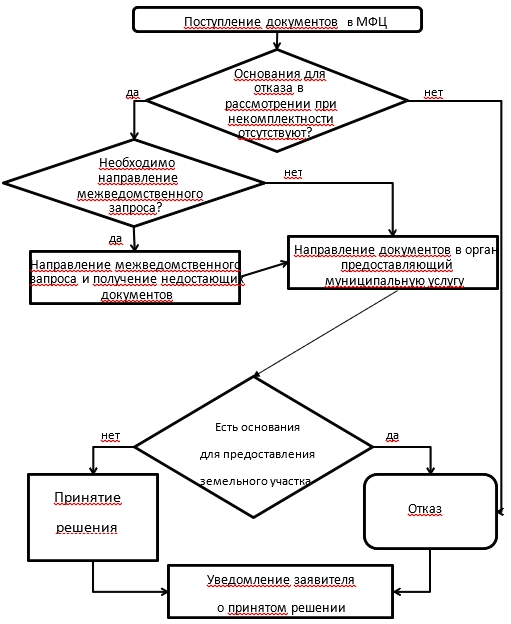 Поступление документов в МФЦ
Основания для
отказа в
рассмотрении при
некомплектности
отсутствуют?
да
нет
Необходимо
направление
межведомственного
запроса?
нет
да
Направление межведомственного
запроса и получение недостающих
документов
Направление документов в орган
предоставляющий
муниципальную услугу
Есть основания
для предоставления
земельного участка
нет
да
Принятие
решения
Отказ
Уведомление заявителя
о принятом решении